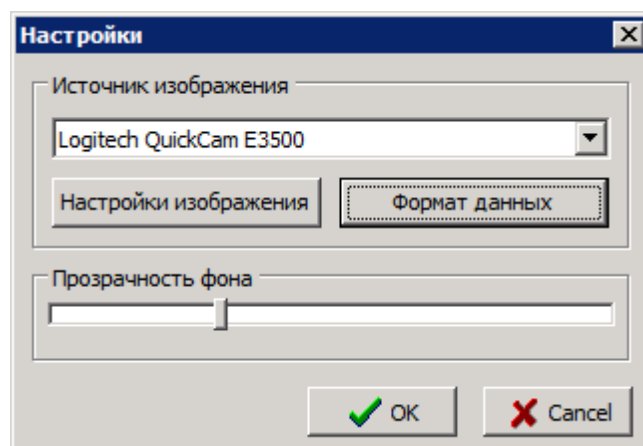 Настройки
Источник изображения
Logitech QuickCam E3500
Настройки изображения
Формат данных
Прозрачность фона
OK
Cancel